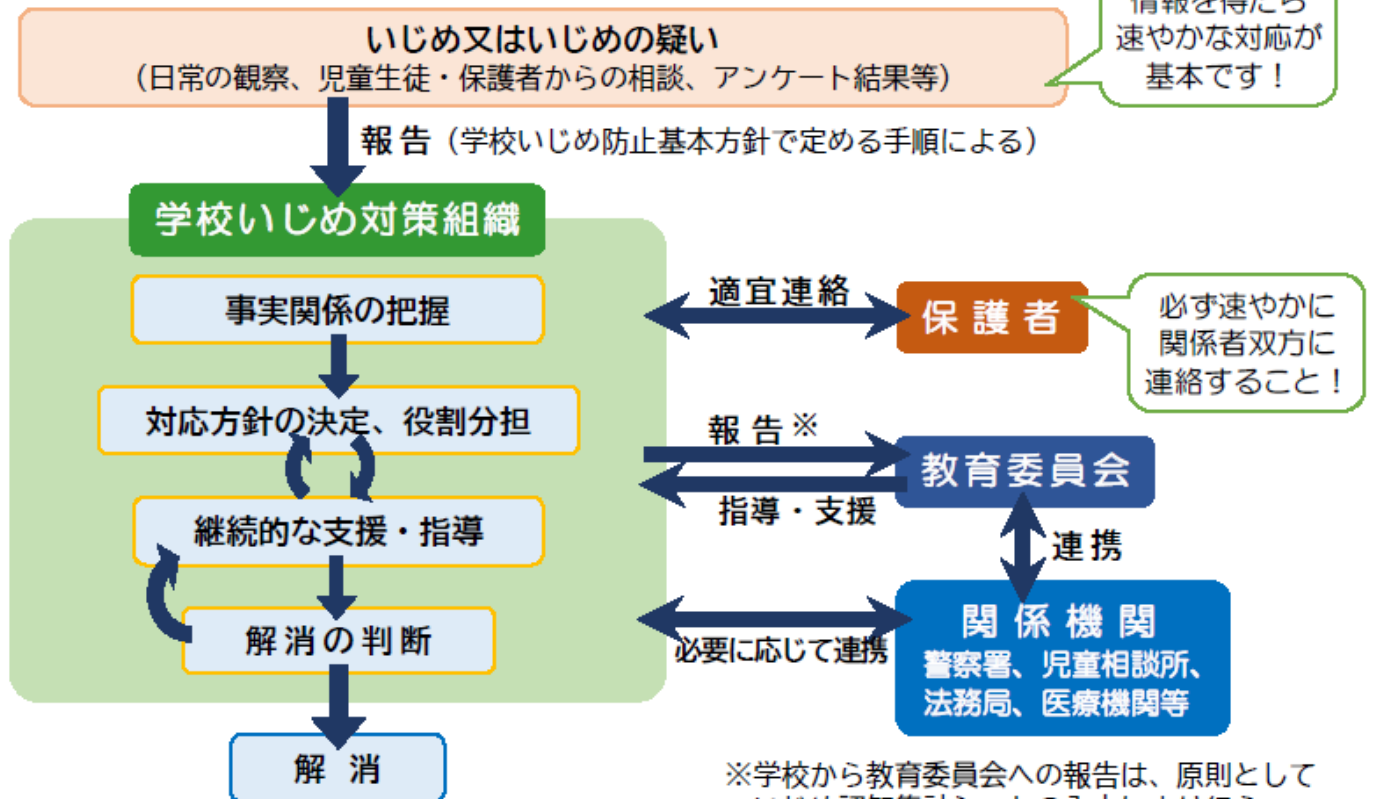 情報を得たら
速やかな対応が
基本です！
いじめ又はいじめの疑い
（日常の観察、児童生徒・保護者からの相談、アンケート結果等）
報告（学校いじめ防止基本方針で定める手順による）
学校いじめ対策組織
事実関係の把握
適宜連絡
保護者
必ず速やかに
関係者双方に
連絡すること！
対応方針の決定、役割分担
報告※
教育委員会
指導・支援
継続的な支援・指導
連携
解消の判断
必要に応じて連携
関係機関
警察署、児童相談所、
法務局、医療機関等
解消
※学校から教育委員会への報告は、原則として